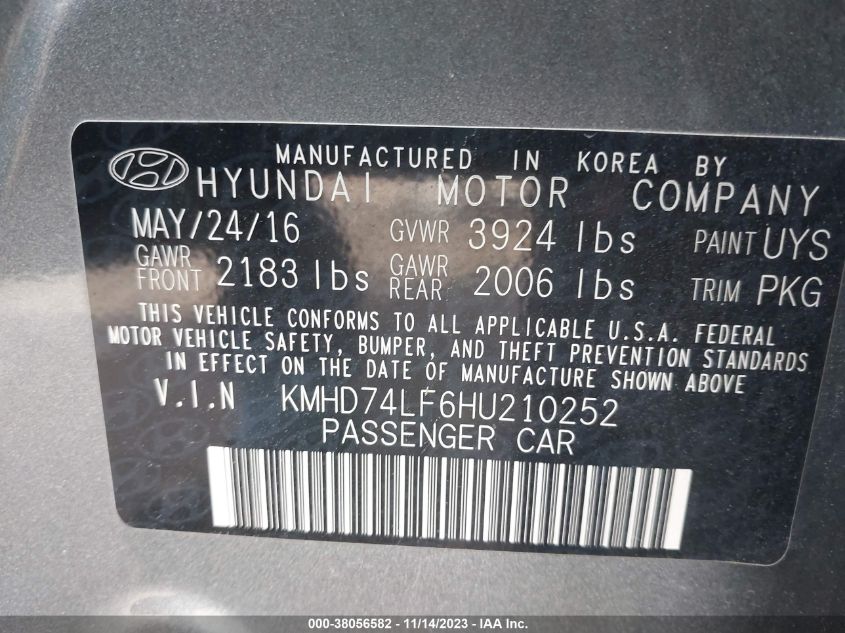 MANUFACTURED IN KOREA BY
HYUNDAI MOTOR COMPANY
MAY/24/16 GVWR 3924 lbs PAINT UYS
GAWR FRONT 2183 lbs GAWR REAR 2006 lbs TRIM PKG
THIS VEHICLE CONFORMS TO ALL APPLICABLE U.S.A. FEDERAL
MOTOR VEHICLE SAFETY, BUMPER, AND THEFT PREVENTION STANDARDS
IN EFFECT ON THE DATE OF MANUFACTURE SHOWN ABOVE
V.I.N KMHD74LF6HU210252
PASSENGER CAR
000-38056582 - 11/14/2023 - IAA Inc.